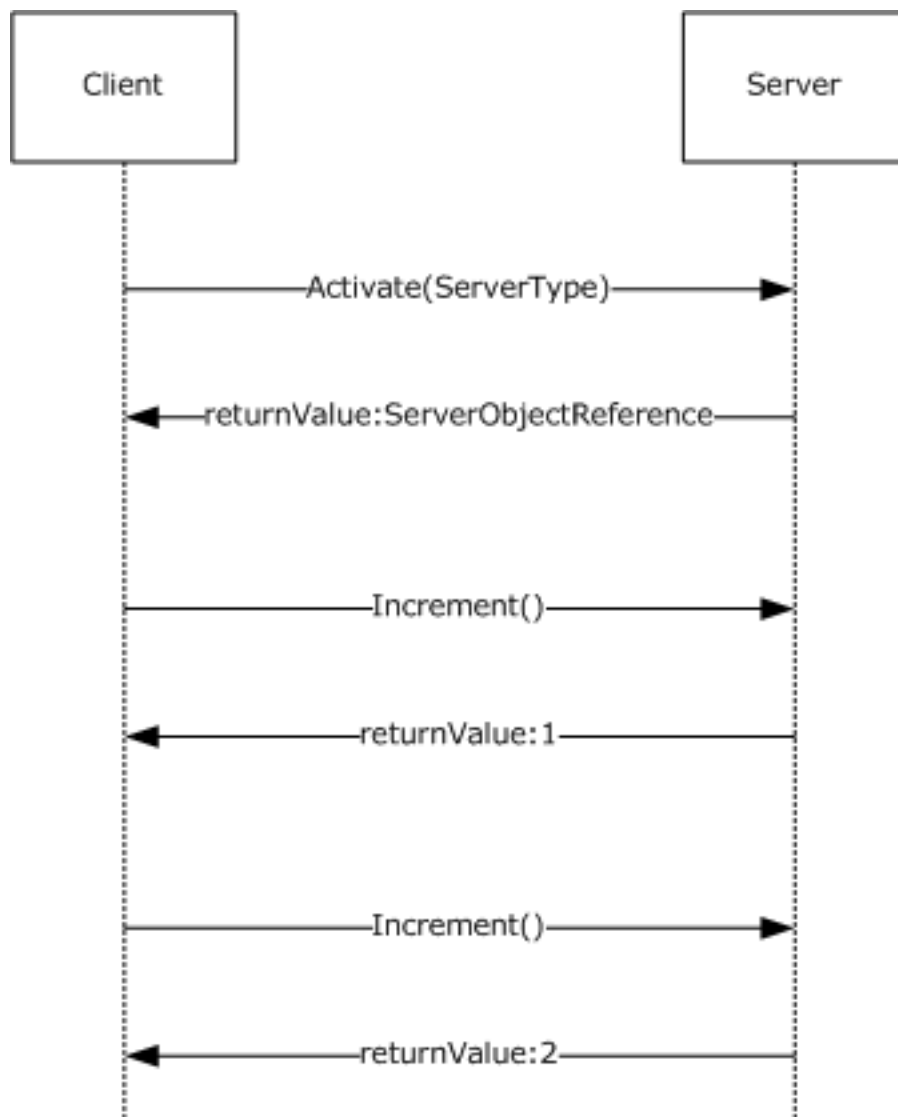 Client
Server
Activate(ServerType)
returnValue:ServerObjectReference
Increment()
returnValue:1
Increment()
returnValue:2